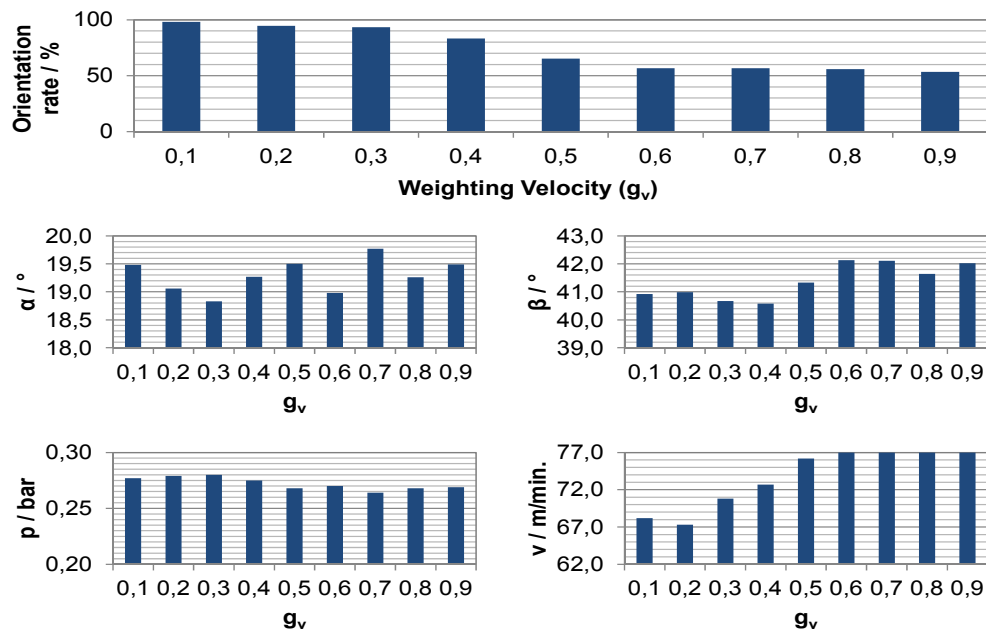 Orientation
rate / %
100
50
0
0,1 0,2 0,3 0,4 0,5 0,6 0,7 0,8 0,9
Weighting Velocity (gv)
α / °
20,0
19,5
19,0
18,5
18,0
0,1 0,2 0,3 0,4 0,5 0,6 0,7 0,8 0,9
gv
β / °
43,0
42,0
41,0
40,0
39,0
0,1 0,2 0,3 0,4 0,5 0,6 0,7 0,8 0,9
gv
p / bar
0,30
0,25
0,20
0,1 0,2 0,3 0,4 0,5 0,6 0,7 0,8 0,9
gv
v / m/min.
77,0
72,0
67,0
62,0
0,1 0,2 0,3 0,4 0,5 0,6 0,7 0,8 0,9
gv